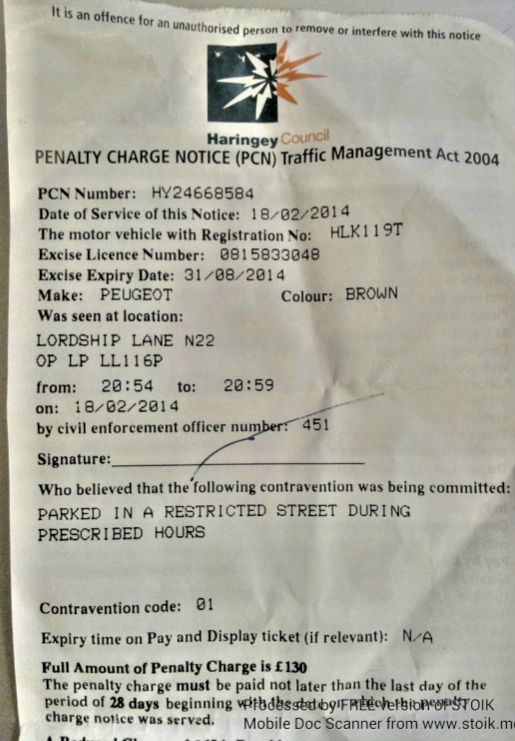 It is an offence for an unauthorised person to remove or interfere with this notice
Haringey Council
PENALTY CHARGE NOTICE (PCN) Traffic Management Act 2004
PCN Number: HY24668584
Date of Service of this Notice: 18/02/2014
The motor vehicle with Registration No: HLK119T
Excise Licence Number: 0815833048
Excise Expiry Date: 31/08/2014
Make: PEUGEOT Colour: BROWN
Was seen at location:
LORDSHIP LANE N22
OP LP LL116P
from: 20:54 to: 20:59
on: 18/02/2014
by civil enforcement officer number: 451
Signature:
Who believed that the following contravention was being committed:
PARKED IN A RESTRICTED STREET DURING
PRESCRIBED HOURS
Contravention code: 01
Expiry time on Pay and Display ticket (if relevant): N/A
Full Amount of Penalty Charge is £130
The penalty charge must be paid not later than the last day of the
period of 28 days beginning with the date on which the penalty
charge notice was served.
Processed by FREE version of STOIK
Mobile Doc Scanner from www.stoik.m